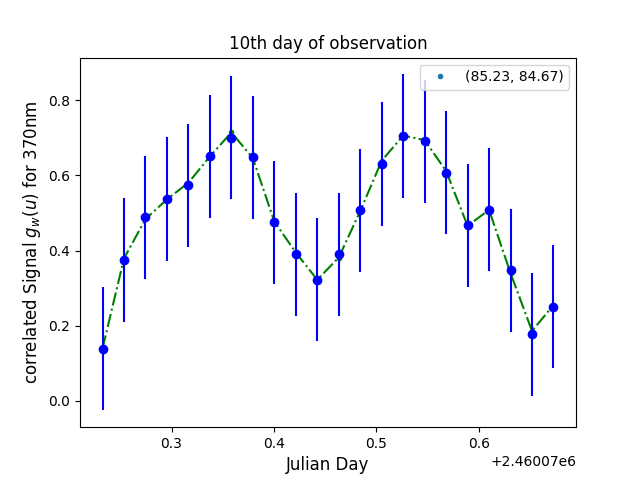 10th day of observation
(85.23, 84.67)
correlated Signal g_w(u) for 370nm
0.8
0.6
0.4
0.2
0.0
0.3 0.4 0.5 0.6
+2.46007e6
Julian Day